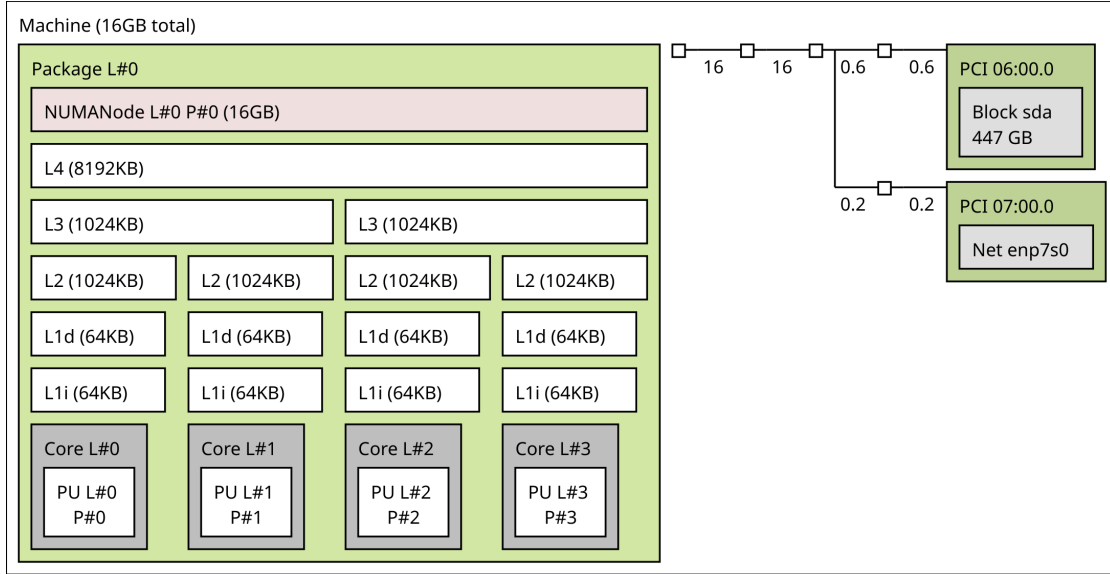 Machine (16GB total)
Package L#0
NUMANode L#0 P#0 (16GB)
L4 (8192KB)
L3 (1024KB) L3 (1024KB)
L2 (1024KB) L2 (1024KB) L2 (1024KB) L2 (1024KB)
L1d (64KB) L1d (64KB) L1d (64KB) L1d (64KB)
L1i (64KB) L1i (64KB) L1i (64KB) L1i (64KB)
Core L#0 Core L#1 Core L#2 Core L#3
PU L#0 PU L#1 PU L#2 PU L#3
P#0 P#1 P#2 P#3
16 16 0.6 0.6
PCI 06:00.0
Block sda
447 GB
0.2 0.2
PCI 07:00.0
Net enp7s0